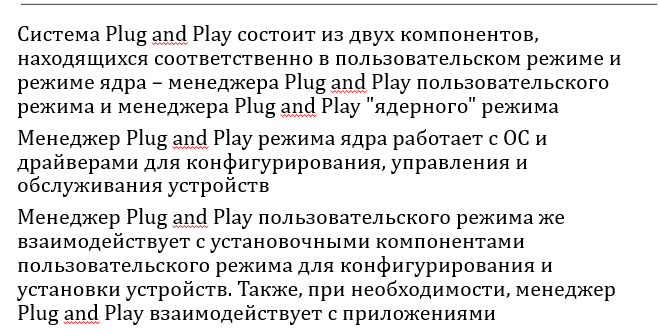 Система Plug and Play состоит из двух компонентов,
находящихся соответственно в пользовательском режиме и
режиме ядра – менеджера Plug and Play пользовательского
режима и менеджера Plug and Play "ядерного" режима
Менеджер Plug and Play режима ядра работает с ОС и
драйверами для конфигурирования, управления и
обслуживания устройств
Менеджер Plug and Play пользовательского режима же
взаимодействует с установочными компонентами
пользовательского режима для конфигурирования и
установки устройств. Также, при необходимости, менеджер
Plug and Play взаимодействует с приложениями